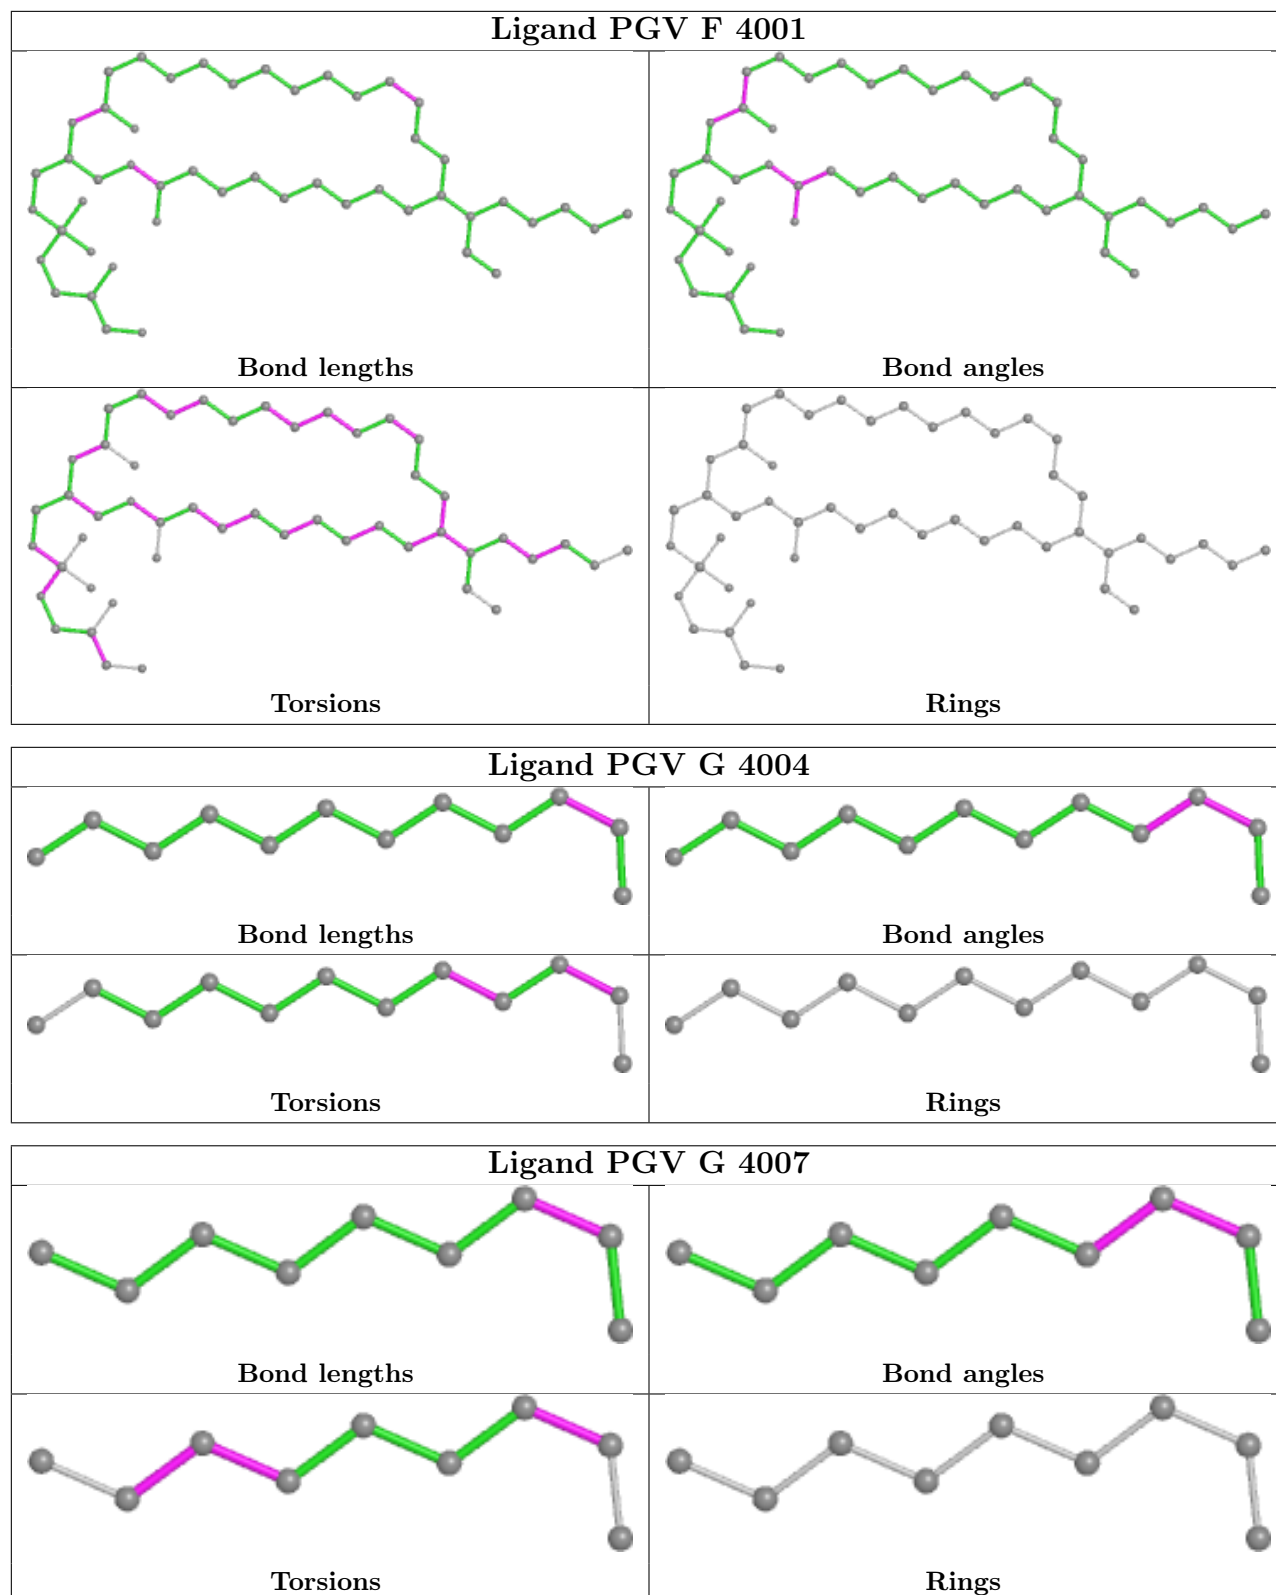 Ligand PGV F 4001
Bond lengths
Bond angles
Torsions
Rings
Ligand PGV G 4004
Bond lengths
Bond angles
Torsions
Rings
Ligand PGV G 4007
Bond lengths
Bond angles
Torsions
Rings